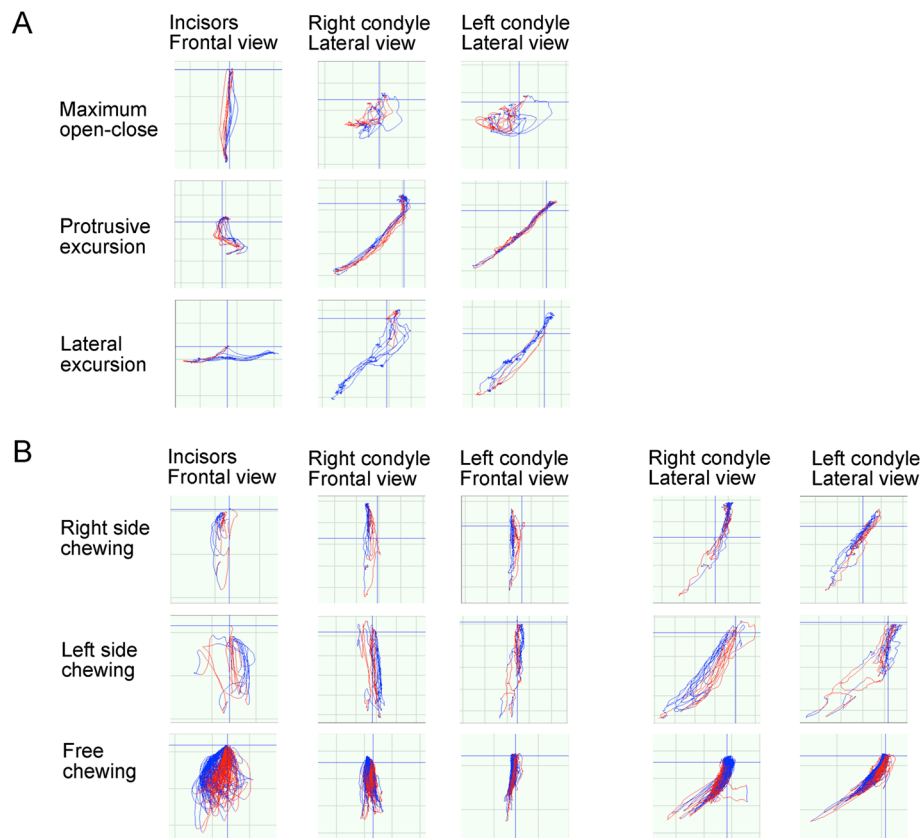 A
Incisors
Frontal view
Right condyle
Lateral view
Left condyle
Lateral view
Maximum
open-close
Protrusive
excursion
Lateral
excursion
B
Incisors
Frontal view
Right condyle
Frontal view
Left condyle
Frontal view
Right condyle
Lateral view
Left condyle
Lateral view
Right side
chewing
Left side
chewing
Free
chewing